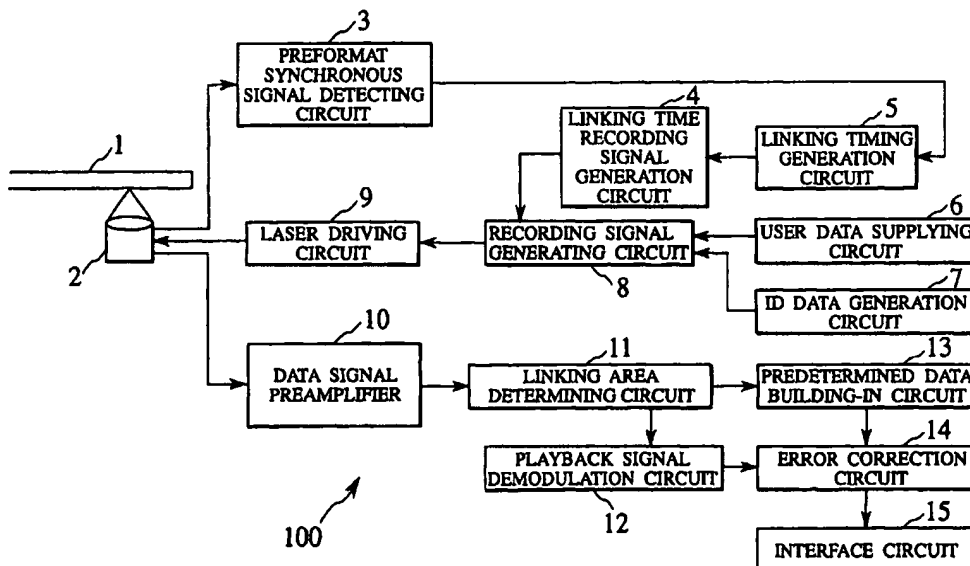 3
PREFORMAT
SYNCHRONOUS
SIGNAL DETECTING
CIRCUIT
4
LINKING TIME
RECORDING
SIGNAL
GENERATION
CIRCUIT
5
LINKING TIMING
GENERATION
CIRCUIT
1
2
9
LASER DRIVING
CIRCUIT
RECORDING SIGNAL
GENERATING CIRCUIT
8
6
USER DATA SUPPLYING
CIRCUIT
7
ID DATA GENERATION
CIRCUIT
10
DATA SIGNAL
PREAMPLIFIER
11
LINKING AREA
DETERMINING CIRCUIT
13
PREDETERMINED DATA
BUILDING-IN CIRCUIT
PLAYBACK SIGNAL
DEMODULATION CIRCUIT
12
14
ERROR CORRECTION
CIRCUIT
15
INTERFACE CIRCUIT
100